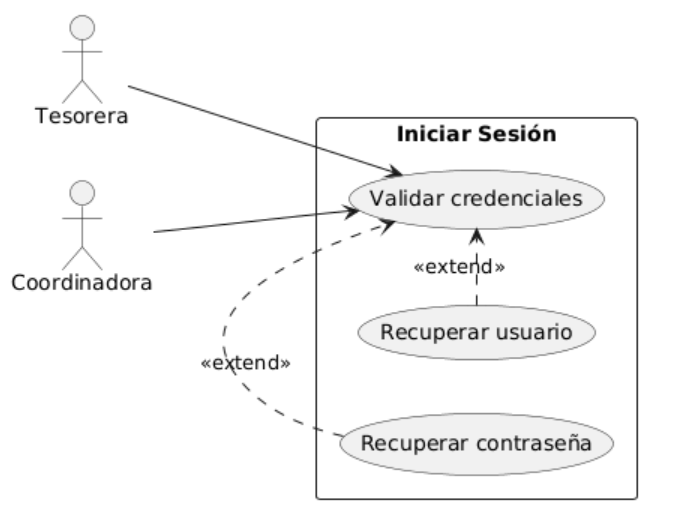 Tesorera
Iniciar Sesión
Validar credenciales
Coordinadora
«extend»
Recuperar usuario
«extend»
Recuperar contraseña